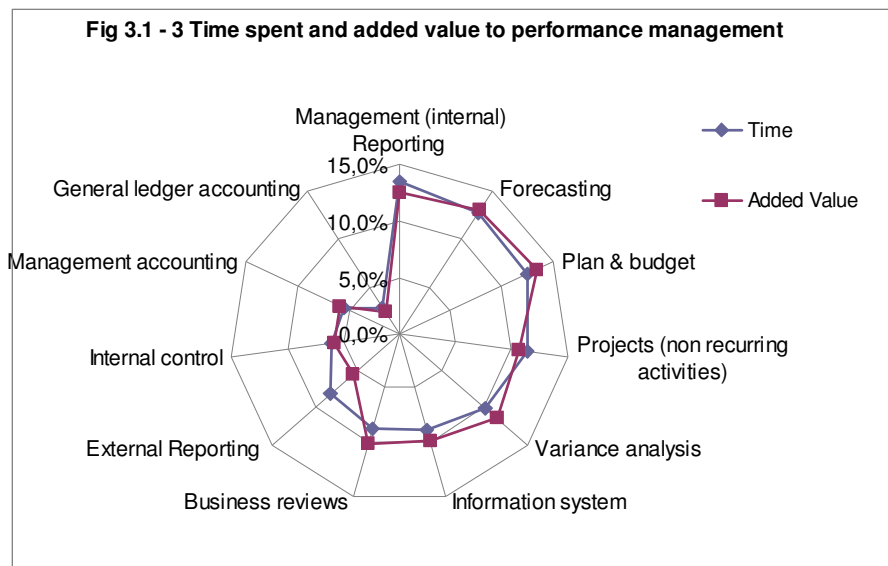 Fig 3.1 - 3 Time spent and added value to performance management
Management (internal)
Reporting
Time
Added Value
15,0%
10,0%
5,0%
0,0%
General ledger accounting
Forecasting
Management accounting
Plan & budget
Internal control
Projects (non recurring
activities)
External Reporting
Variance analysis
Business reviews
Information system